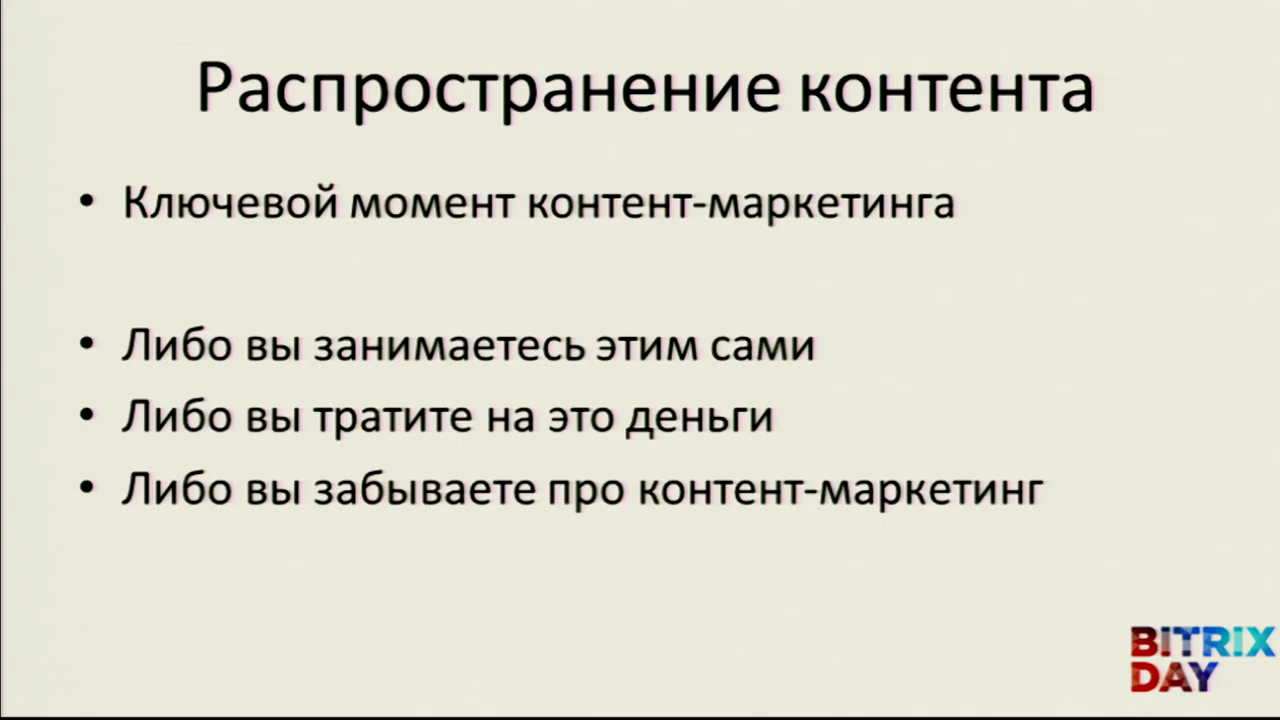 Распространение контента
• Ключевой момент контент-маркетинга
• Либо вы занимаетесь этим сами
• Либо вы тратите на это деньги
• Либо вы забываете про контент-маркетинг
BITRIX
DAY